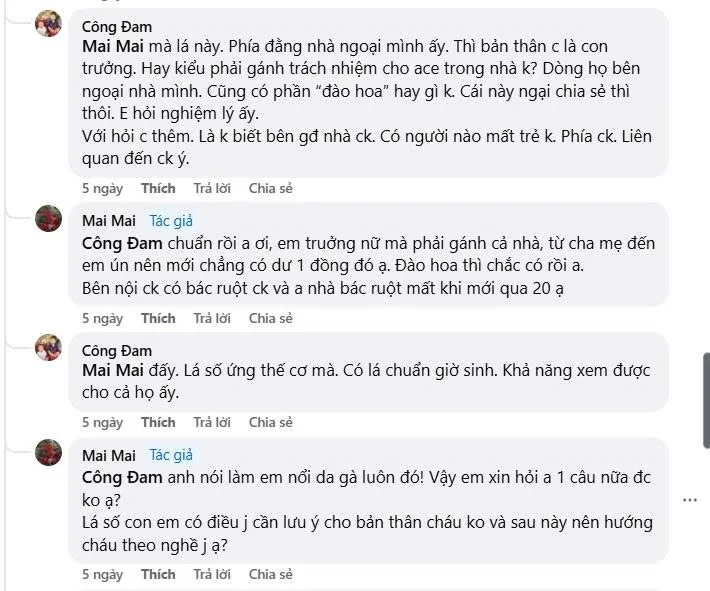 Công Đam
Mai Mai mà lá này. Phía đằng nhà ngoại mình ấy. Thì bản thân c là con
trưởng. Hay kiểu phải gánh trách nhiệm cho ace trong nhà k? Dòng họ bên
ngoại nhà mình. Cũng có phần “đào hoa” hay gì k. Cái này ngại chia sẻ thì
thôi. E hỏi nghiệm lý ấy.
Với hỏi c thêm. Là k biết bên gđ nhà ck. Có người nào mất trẻ k. Phía ck. Liên
quan đến ck ý.
5 ngày Thích Trả lời Chia sẻ
Mai Mai Tác giả
Công Đam chuẩn rồi a ơi, em truởng nữ mà phải gánh cả nhà, từ cha mẹ đến
em ún nên mới chẳng có dư 1 đồng đó ạ. Đào hoa thì chắc có rồi a.
Bên nội ck có bác ruột ck và a nhà bác ruột mất khi mới qua 20 ạ
5 ngày Thích Trả lời Chia sẻ
Công Đam
Mai Mai đấy. Lá số ứng thế cơ mà. Có lá chuẩn giờ sinh. Khả năng xem được
cho cả họ ấy.
5 ngày Thích Trả lời Chia sẻ
Mai Mai Tác giả
Công Đam anh nói làm em nổi da gà luôn đó! Vậy em xin hỏi a 1 câu nữa đc
ko ạ?
Lá số con em có điều j cần lưu ý cho bản thân cháu ko và sau này nên hướng
cháu theo nghề j ạ?
5 ngày Thích Trả lời Chia sẻ